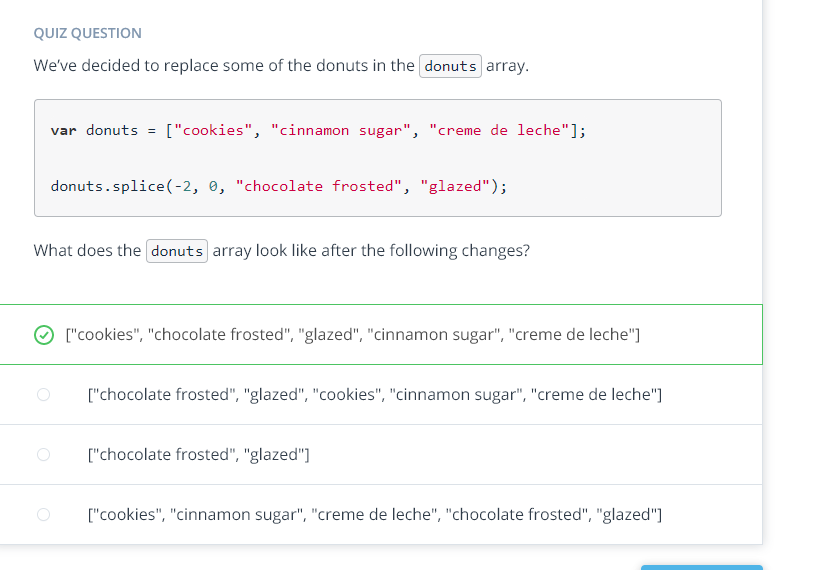 QUIZ QUESTION
We've decided to replace some of the donuts in the donuts array.
var donuts = ["cookies", "cinnamon sugar", "creme de leche"];
donuts.splice(-2, 0, "chocolate frosted", "glazed");
What does the donuts array look like after the following changes?
["cookies", "chocolate frosted", "glazed", "cinnamon sugar", "creme de leche"]
["chocolate frosted", "glazed", "cookies", "cinnamon sugar", "creme de leche"]
["chocolate frosted", "glazed"]
["cookies", "cinnamon sugar", "creme de leche", "chocolate frosted", "glazed"]